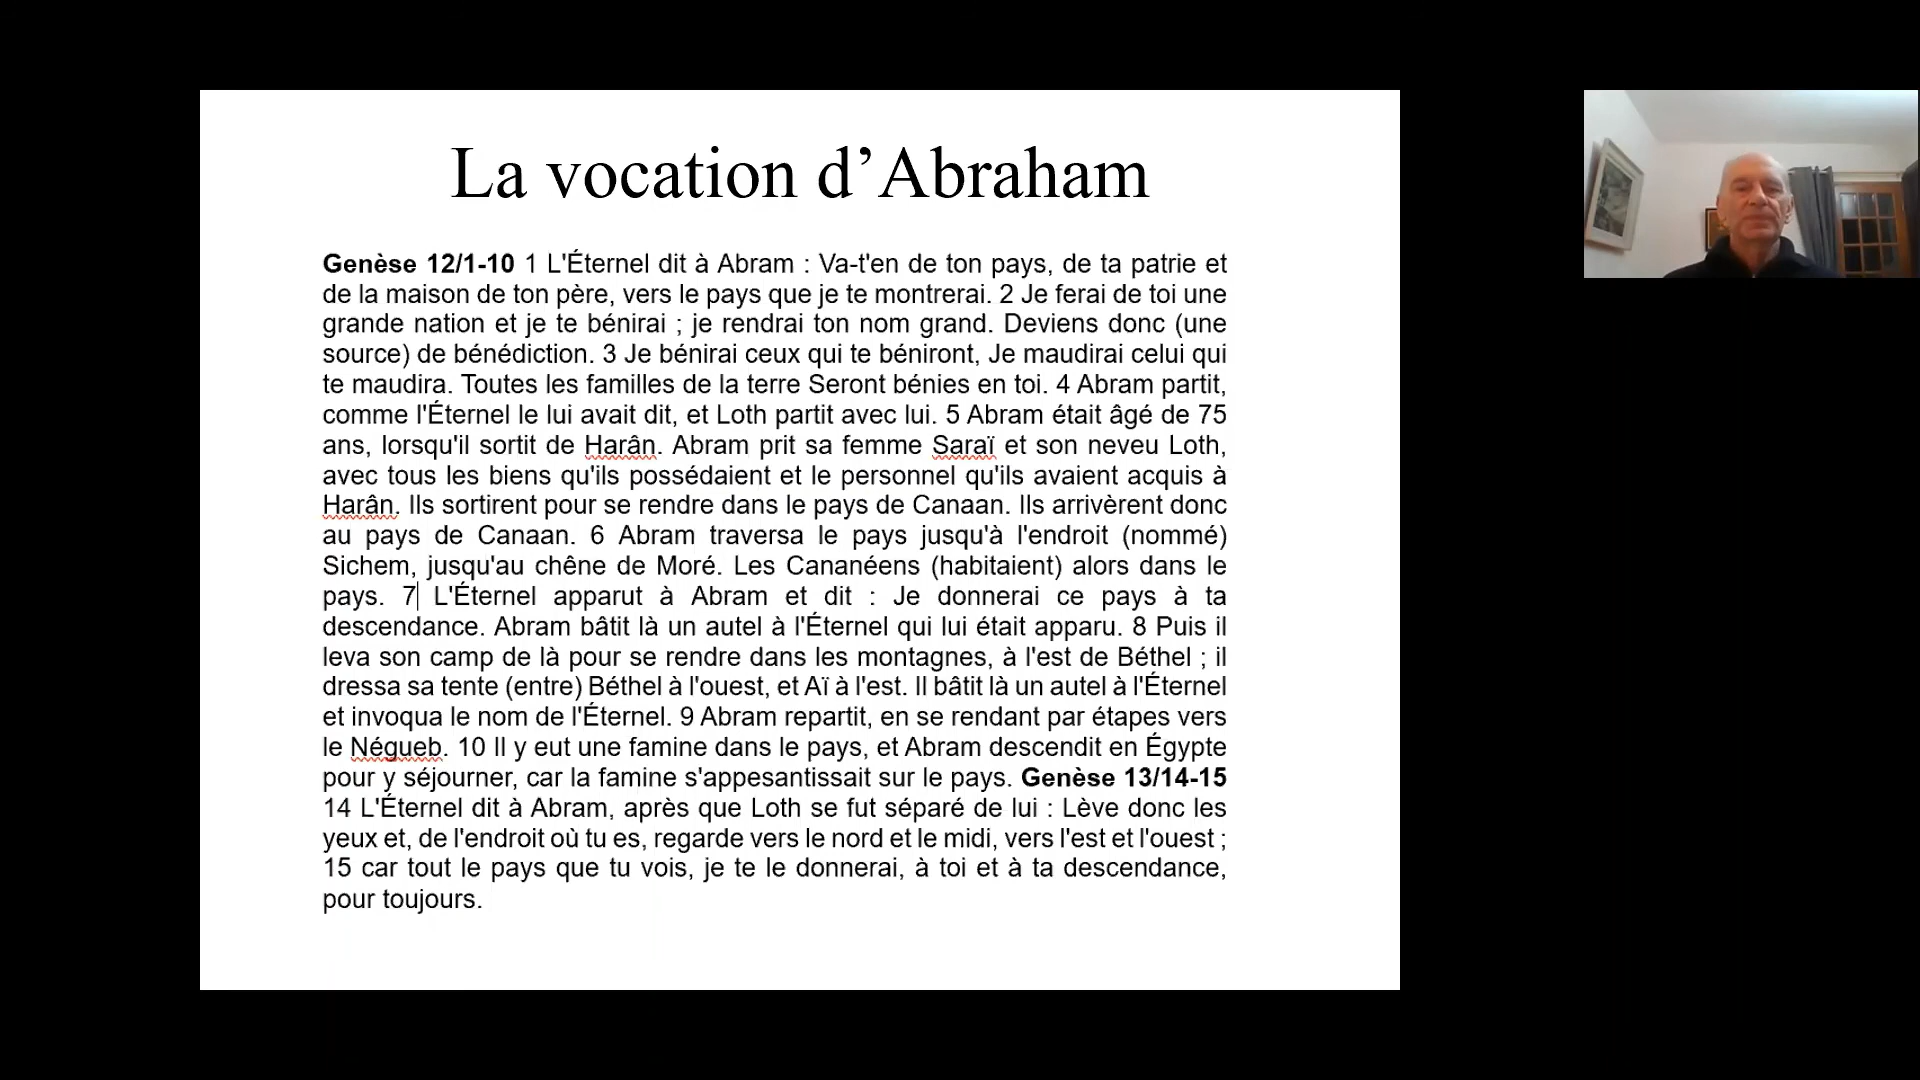 La vocation d’Abraham
Genèse 12/1-10 1 L'Éternel dit à Abram : Va-t'en de ton pays, de ta patrie et
de la maison de ton père, vers le pays que je te montrerai. 2 Je ferai de toi une
grande nation et je te bénirai ; je rendrai ton nom grand. Deviens donc (une
source) de bénédiction. 3 Je bénirai ceux qui te béniront, Je maudirai celui qui
te maudira. Toutes les familles de la terre Seront bénies en toi. 4 Abram partit,
comme l'Éternel le lui avait dit, et Loth partit avec lui. 5 Abram était âgé de 75
ans, lorsqu'il sortit de Harân. Abram prit sa femme Saraï et son neveu Loth,
avec tous les biens qu'ils possédaient et le personnel qu'ils avaient acquis à
Harân. Ils sortirent pour se rendre dans le pays de Canaan. Ils arrivèrent donc
au pays de Canaan. 6 Abram traversa le pays jusqu'à l'endroit (nommé)
Sichem, jusqu'au chêne de Moré. Les Cananéens (habitaient) alors dans le
pays. 7 L'Éternel apparut à Abram et dit : Je donnerai ce pays à ta
descendance. Abram bâtit là un autel à l'Éternel qui lui était apparu. 8 Puis il
leva son camp de là pour se rendre dans les montagnes, à l'est de Béthel ; il
dressa sa tente (entre) Béthel à l'ouest, et Aï à l'est. Il bâtit là un autel à l'Éternel
et invoqua le nom de l'Éternel. 9 Abram repartit, en se rendant par étapes vers
le Négueb. 10 Il y eut une famine dans le pays, et Abram descendit en Égypte
pour y séjourner, car la famine s'appesantissait sur le pays. Genèse 13/14-15
14 L'Éternel dit à Abram, après que Loth se fut séparé de lui : Lève donc les
yeux et, de l'endroit où tu es, regarde vers le nord et le midi, vers l'est et l'ouest ;
15 car tout le pays que tu vois, je te le donnerai, à toi et à ta descendance,
pour toujours.